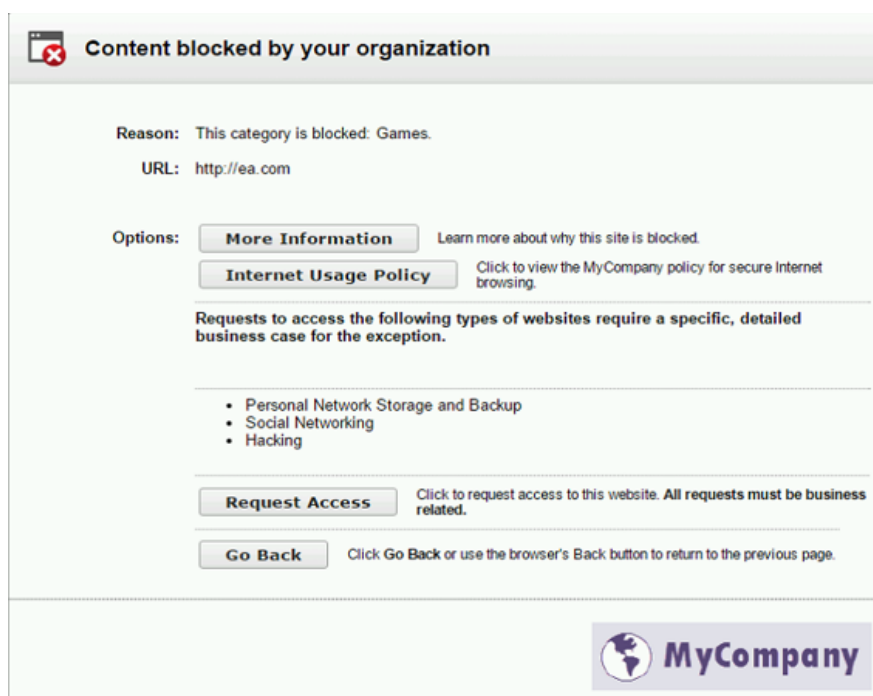 Content blocked by your organization
Reason: This category is blocked: Games.
URL: http://ea.com
Options: More Information Learn more about why this site is blocked.
Internet Usage Policy Click to view the MyCompany policy for secure Internet
browsing.
Requests to access the following types of websites require a specific, detailed
business case for the exception.
• Personal Network Storage and Backup
• Social Networking
• Hacking
Request Access Click to request access to this website. All requests must be business
related.
Go Back Click Go Back or use the browser's Back button to return to the previous page.
MyCompany